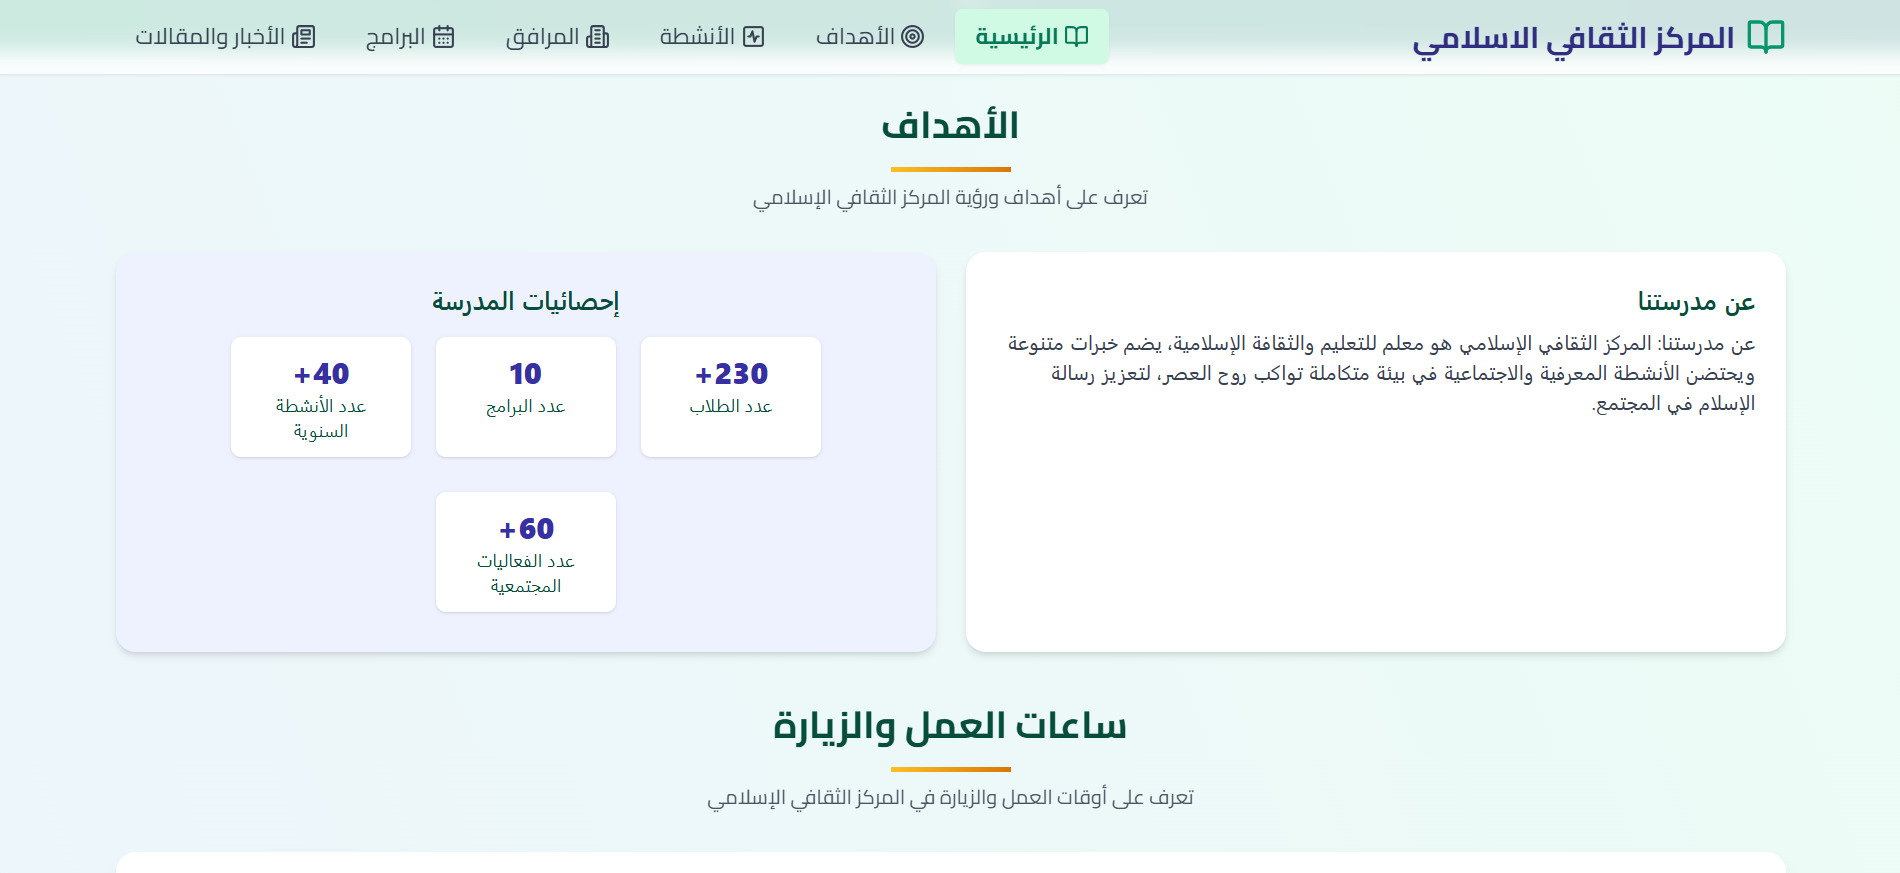 المركز الثقافي الاسلامي
الرئيسية
الأهداف
الأنشطة
المرافق
البرامج
الأخبار والمقالات
الأهداف
تعرف على أهداف ورؤية المركز الثقافي الإسلامي
عن مدرستنا
عن مدرستنا: المركز الثقافي الإسلامي هو معلم للتعليم والثقافة الإسلامية، يضم خبرات متنوعة
ويحتضن الأنشطة المعرفية والاجتماعية في بيئة متكاملة تواكب روح العصر، لتعزيز رسالة
الإسلام في المجتمع.
إحصائيات المدرسة
230+
عدد الطلاب
10
عدد البرامج
40+
عدد الأنشطة
السنوية
60+
عدد الفعاليات
المجتمعية
ساعات العمل والزيارة
تعرف على أوقات العمل والزيارة في المركز الثقافي الإسلامي